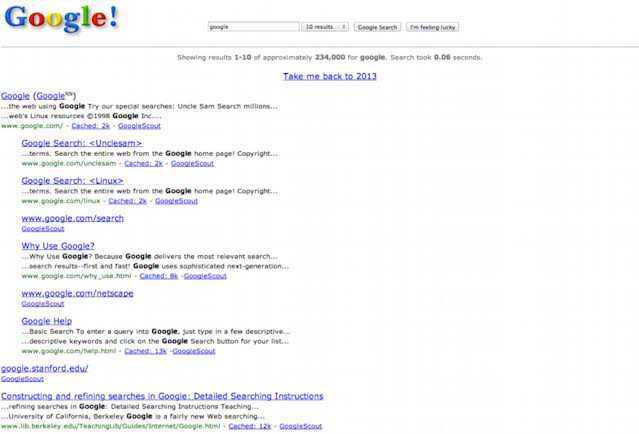 Google!
google 10 results Google Search I'm feeling lucky
Showing results 1-10 of approximately 234,000 for google. Search took 0.06 seconds.
Take me back to 2013
Google (Google)
...the web using Google Try our special searches: Uncle Sam Search millions...
...web's Linux resources ©1998 Google Inc....
www.google.com/ - Cached: 2k - GoogleScout
Google Search: <Unclesam>
...terms. Search the entire web from the Google home page! Copyright...
www.google.com/unclesam - Cached: 2k - GoogleScout
Google Search: <Linux>
...terms. Search the entire web from the Google home page! Copyright...
www.google.com/linux - Cached: 2k - GoogleScout
www.google.com/search
GoogleScout
Why Use Google?
...Why Use Google? Because Google delivers the most relevant search...
...search results--first and fast! Google uses sophisticated next-generation...
www.google.com/why_use.html - Cached: 8k -GoogleScout
www.google.com/netscape
GoogleScout
Google Help
...Basic Search To enter a query into Google, just type in a few descriptive...
...descriptive keywords and click on the Google Search button for your list...
www.google.com/help.html - Cached: 13k -GoogleScout
google.stanford.edu/
GoogleScout
Constructing and refining searches in Google: Detailed Searching Instructions
...refining searches in Google: Detailed Searching Instructions Teaching...
...University of California, Berkeley Google is a fairly new Web searching...
www.lib.berkeley.edu/TeachingLib/Guides/Internet/Google.html - Cached: 12k - GoogleScout